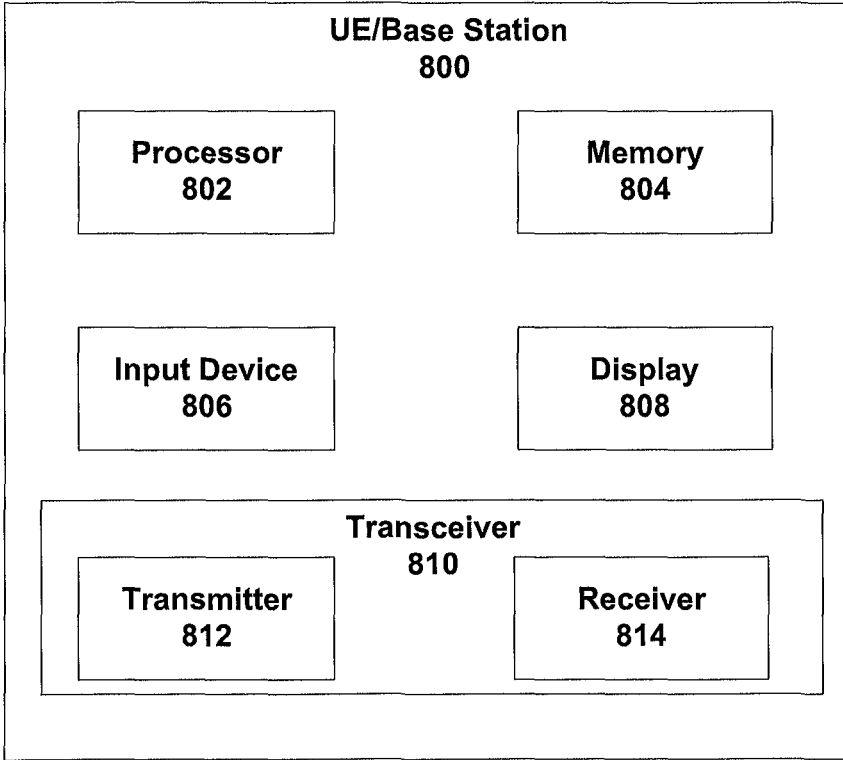 UE/Base Station
800
Processor
802
Memory
804
Input Device
806
Display
808
Transceiver
810
Transmitter
812
Receiver
814